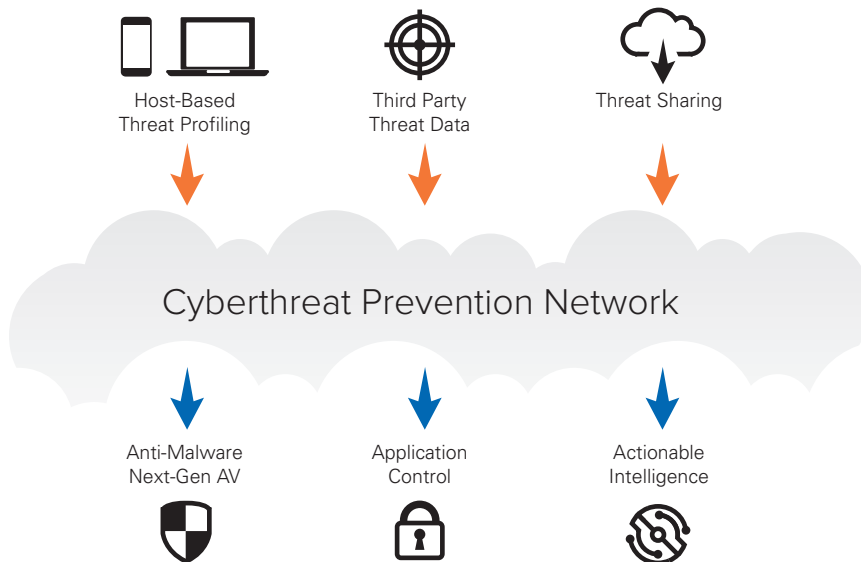 Host-Based
Threat Profiling
Third Party
Threat Data
Threat Sharing
Cyberthreat Prevention Network
Anti-Malware
Next-Gen AV
Application
Control
Actionable
Intelligence